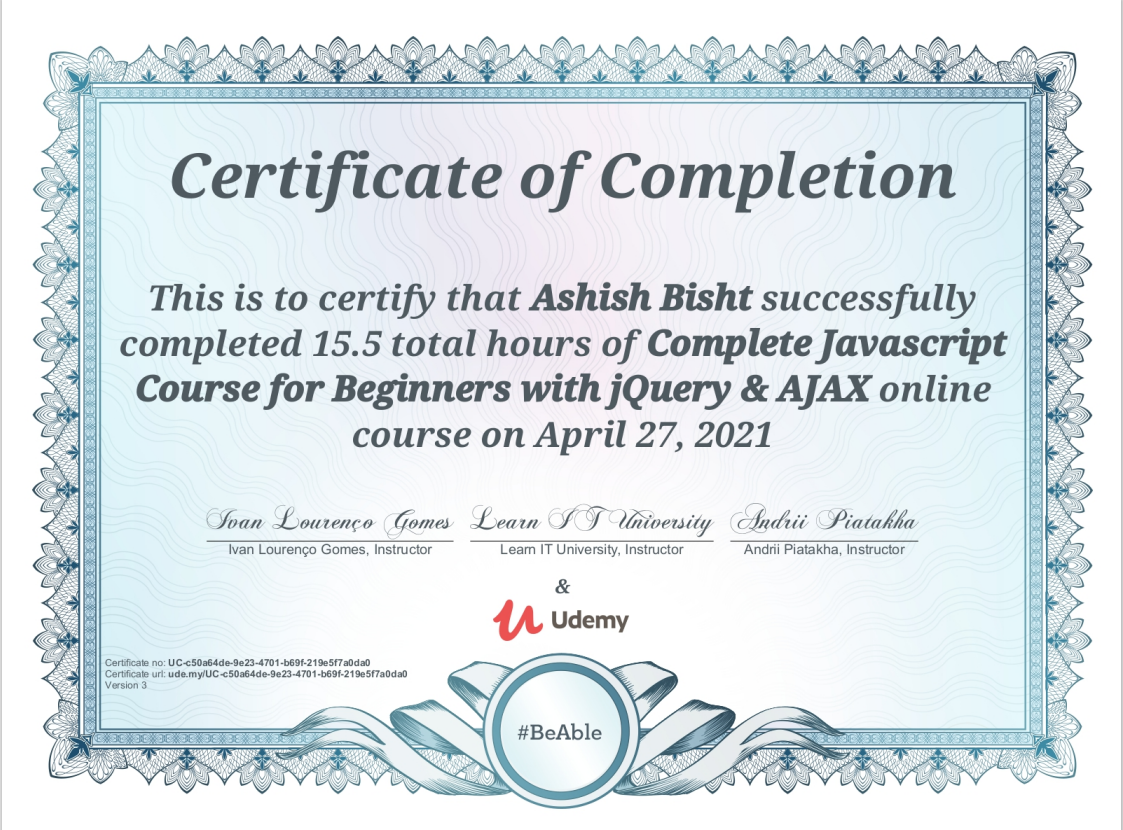 Certificate of Completion
This is to certify that Ashish Bisht successfully
completed 15.5 total hours of Complete Javascript
Course for Beginners with jQuery & AJAX online
course on April 27, 2021
Ivan Lourenço Gomes Learn IT University Andrii Piatakha
Ivan Lourenço Gomes, Instructor Learn IT University, Instructor Andrii Piatakha, Instructor
&
Udemy
Certificate no: UC-c50a64de-9e23-4701-b69f-219e5f7a0da0
Certificate url: ude.my/UC-c50a64de-9e23-4701-b69f-219e5f7a0da0
Version 3
#BeAble